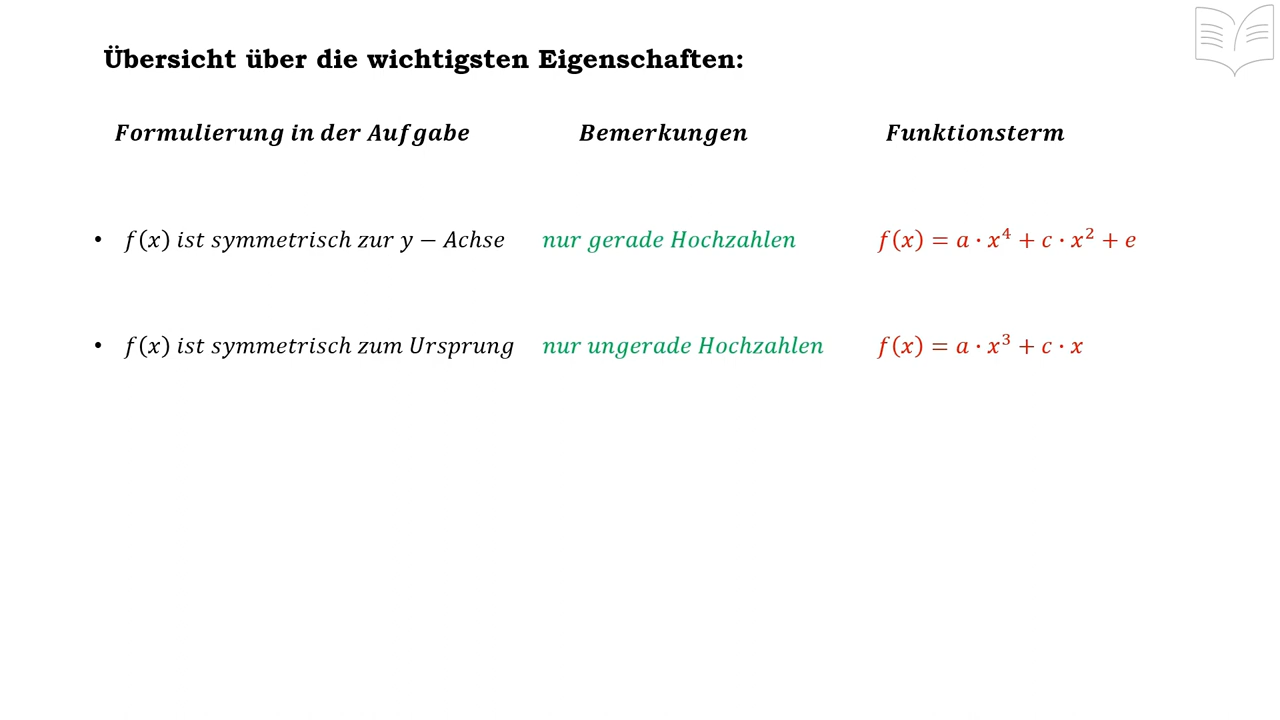 Übersicht über die wichtigsten Eigenschaften:
Formulierung in der Aufgabe Bemerkungen Funktionsterm
• f(x) ist symmetrisch zur y − Achse nur gerade Hochzahlen f(x) = a · x⁴ + c · x² + e
• f(x) ist symmetrisch zum Ursprung nur ungerade Hochzahlen f(x) = a · x³ + c · x